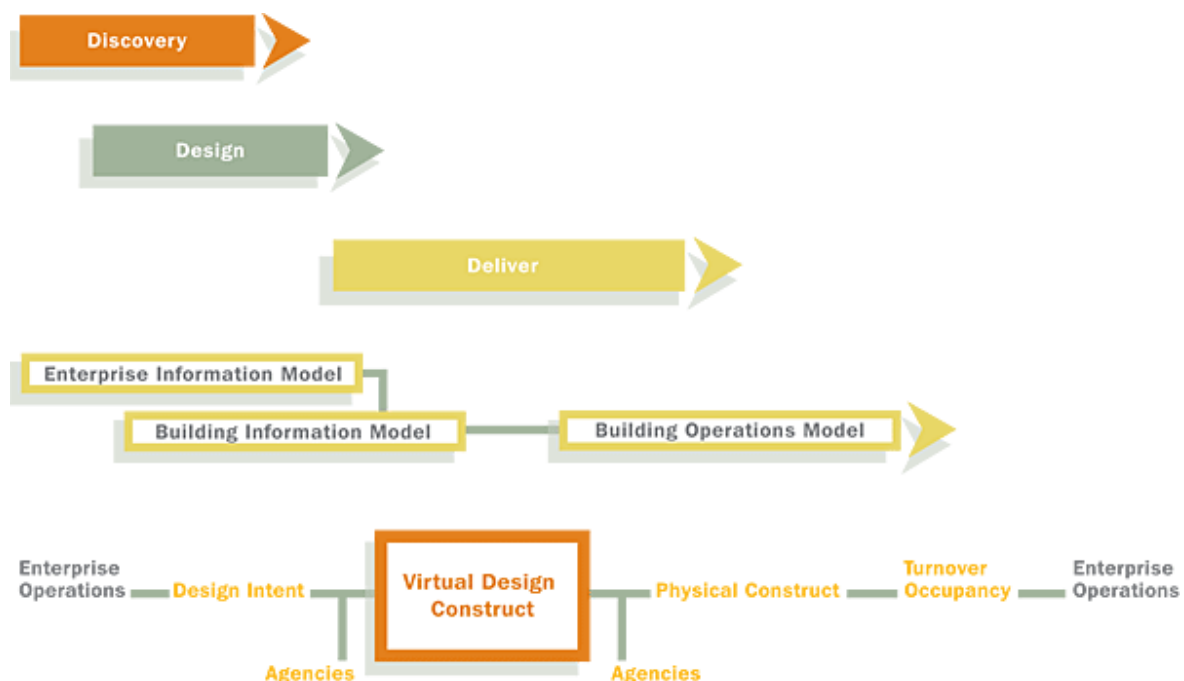 Discovery
Design
Deliver
Enterprise Information Model
Building Information Model
Building Operations Model
Enterprise
Operations
Design Intent
Agencies
Virtual Design
Construct
Agencies
Physical Construct
Turnover
Occupancy
Enterprise
Operations